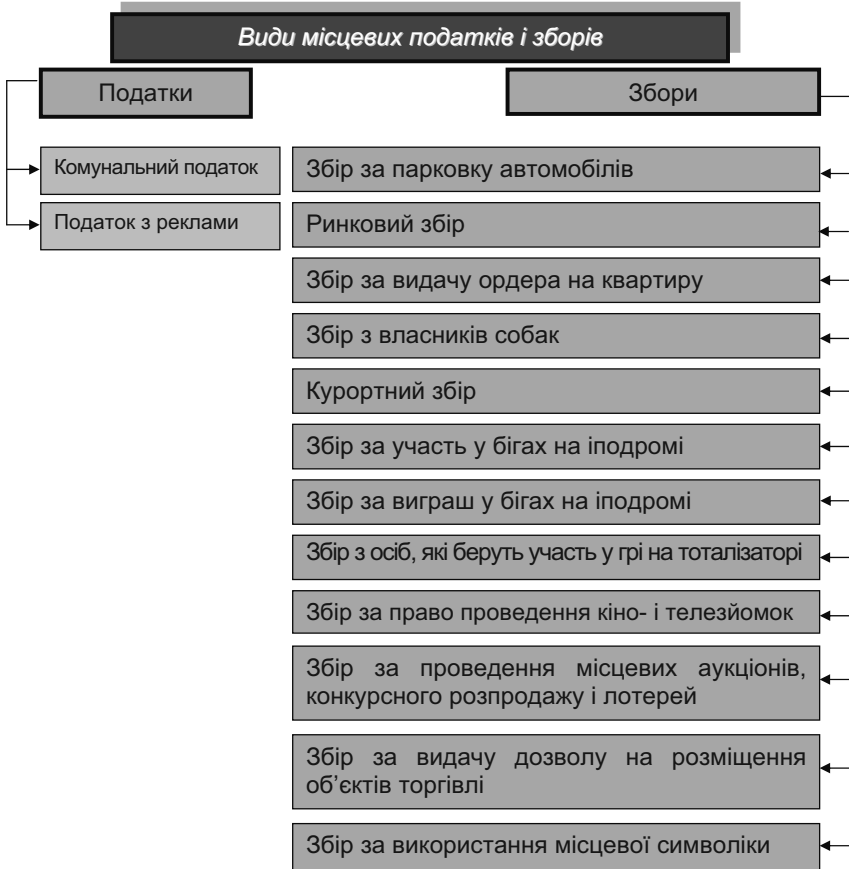 Види місцевих податків і зборів
Податки
Збори
Комунальний податок
Податок з реклами
Збір за парковку автомобілів
Ринковий збір
Збір за видачу ордера на квартиру
Збір з власників собак
Курортний збір
Збір за участь у бігах на іподромі
Збір за виграш у бігах на іподромі
Збір з осіб, які беруть участь у грі на тоталізаторі
Збір за право проведення кіно- і телезйомок
Збір за проведення місцевих аукціонів,
конкурсного розпродажу і лотерей
Збір за видачу дозволу на розміщення
об’єктів торгівлі
Збір за використання місцевої символіки